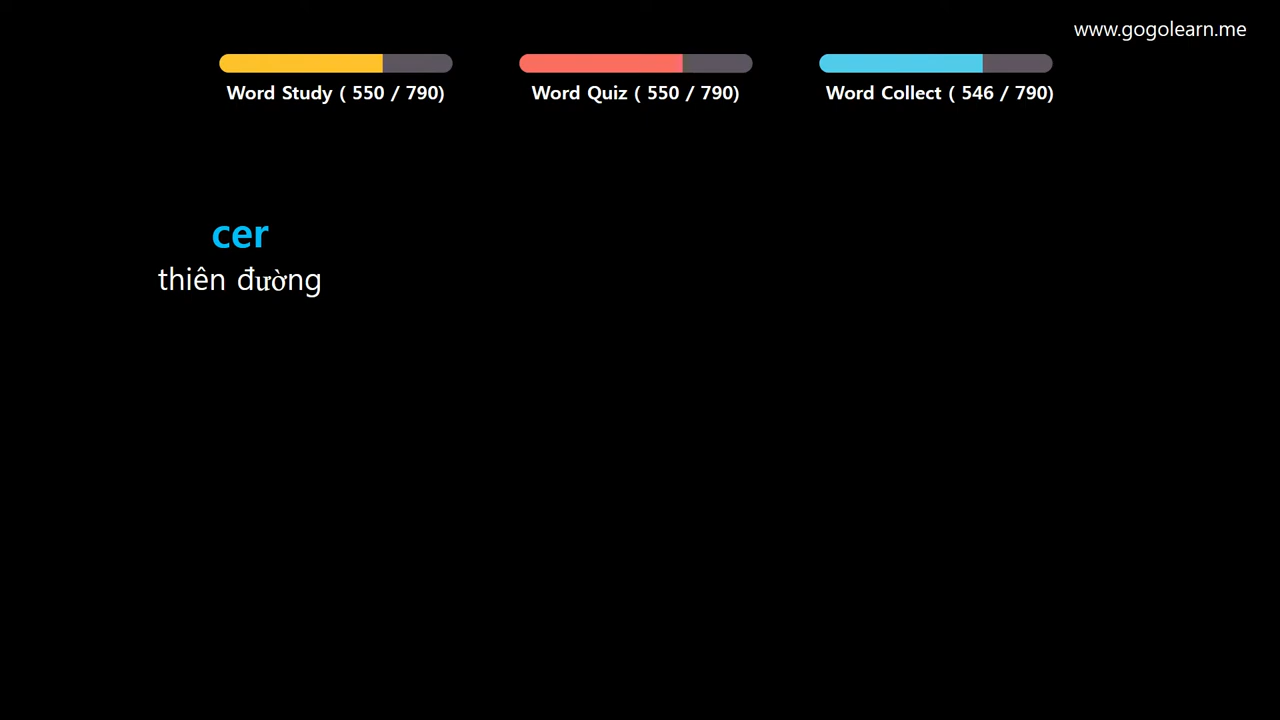 www.gogolearn.me
Word Study ( 550 / 790)
Word Quiz ( 550 / 790)
Word Collect ( 546 / 790)
cer
thiên đường